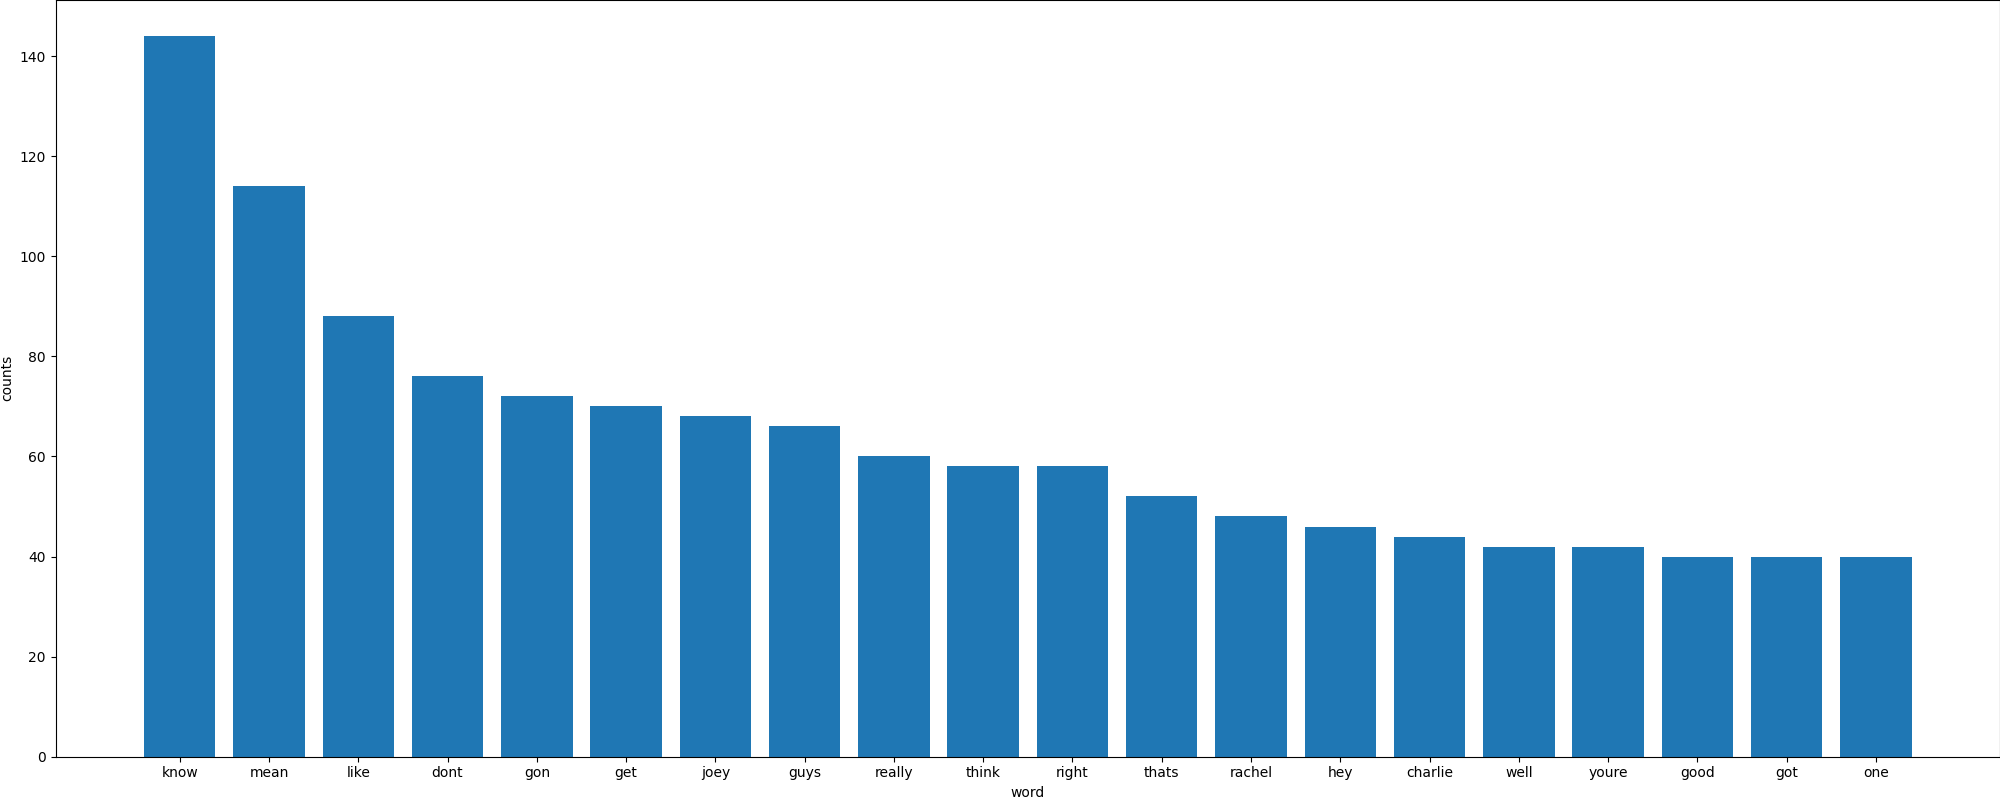 140
120
100
80
60
40
20
0
counts
know mean like dont gon get joey guys really think right thats rachel hey charlie well youre good got one
word